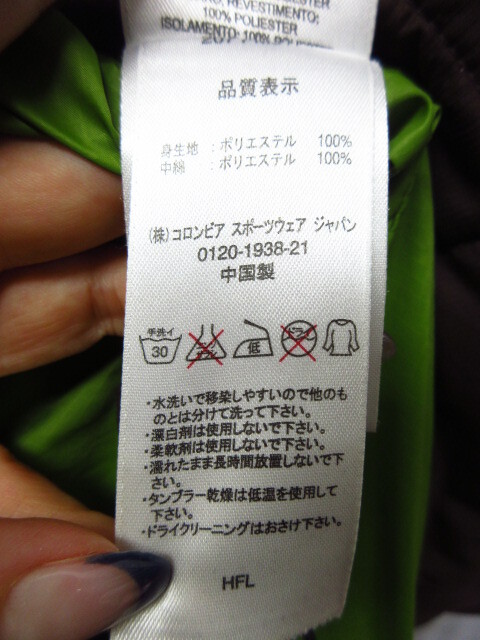 REVESTIMENTO:
100% POLIESTER
ISOLAMENTO: 100% POLIESTER
品質表示
身生地 : ポリエステル 100%
中綿 : ポリエステル 100%
(株)コロンビア スポーツウェア ジャパン
0120-1938-21
中国製
手洗イ
30
低
・水洗いで移染しやすいので他のも
のとは分けて洗って下さい。
・漂白剤は使用しないで下さい。
・柔軟剤は使用しないで下さい。
・濡れたまま長時間放置しないで下
さい。
・タンブラー乾燥は低温を使用して
下さい。
・ドライクリーニングはおさけ下さい。
HFL